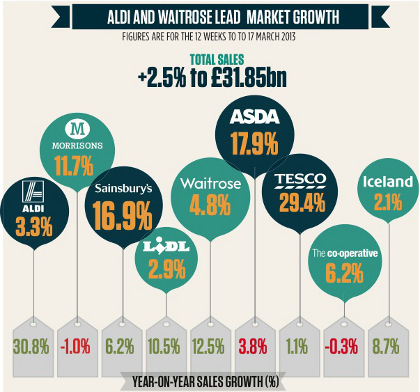 ALDI AND WAITROSE LEAD MARKET GROWTH
FIGURES ARE FOR THE 12 WEEKS TO TO 17 MARCH 2013
TOTAL SALES
+2.5% to £31.85bn
ALDI
3.3%
M
MORRISONS
11.7%
Sainsbury's
16.9%
LIDL
2.9%
Waitrose
4.8%
ASDA
17.9%
TESCO
29.4%
The co-operative
6.2%
Iceland
2.1%
30.8%
-1.0%
6.2%
10.5%
12.5%
3.8%
1.1%
-0.3%
8.7%
YEAR-ON-YEAR SALES GROWTH (%)